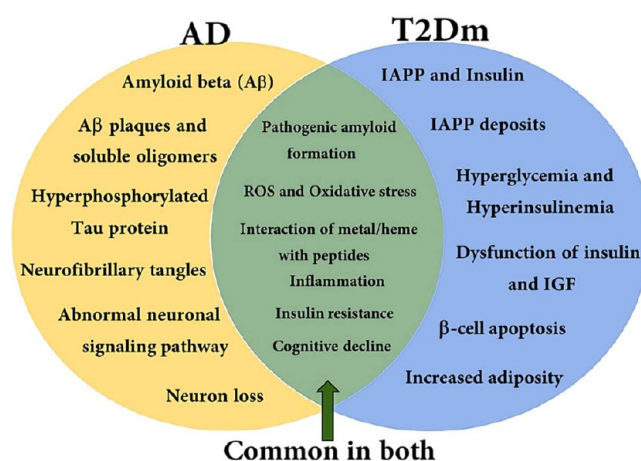 AD
T2Dm
Amyloid beta (Aβ)
Aβ plaques and
soluble oligomers
Hyperphosphorylated
Tau protein
Neurofibrillary tangles
Abnormal neuronal
signaling pathway
Neuron loss
Pathogenic amyloid
formation
ROS and Oxidative stress
Interaction of metal/heme
with peptides
Inflammation
Insulin resistance
Cognitive decline
IAPP and Insulin
IAPP deposits
Hyperglycemia and
Hyperinsulinemia
Dysfunction of insulin
and IGF
β-cell apoptosis
Increased adiposity
Common in both